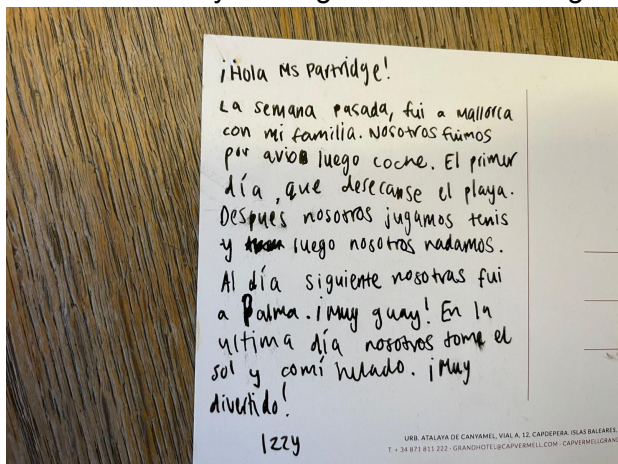 ¡Hola Ms Partridge!
La semana pasada, fui a Mallorca
con mi familia. Nosotros fuimos
por avion luego coche. El primer
día, que desecanse el playa.
Despues nosotros jugamos tenis
y luego nosotros nadamos.
Al día siguiente nosotras fui
a Palma. ¡Muy guay! En la
ultima día nosotros tome el
sol y comí helado. ¡Muy
divertido!
Izzy
URB. ATALAYA DE CANYAMEL, VIAL A, 12, CAPDEPERA. ISLAS BALEARES.
T. + 34 871 811 222 - GRANDHOTEL@CAPVERMELL.COM - CAPVERMELLGRAN